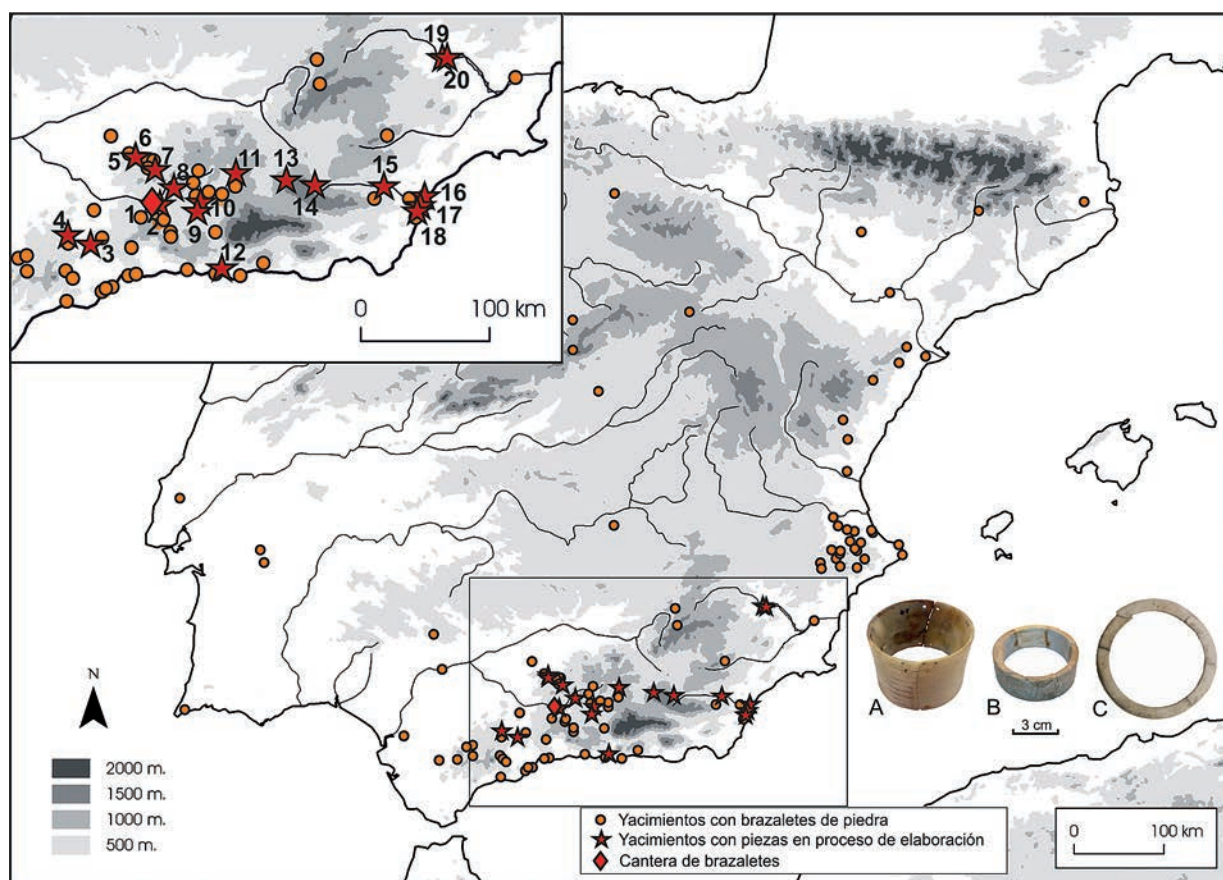 19
20
6
5
7
8
11
13
14
15
16
17
18
1
2
10
9
4
3
12
0
100 km
N
2000 m.
1500 m.
1000 m.
500 m.
A
B
C
3 cm
Yacimientos con brazaletes de piedra
Yacimientos con piezas en proceso de elaboración
Cantera de brazaletes
0
100 km